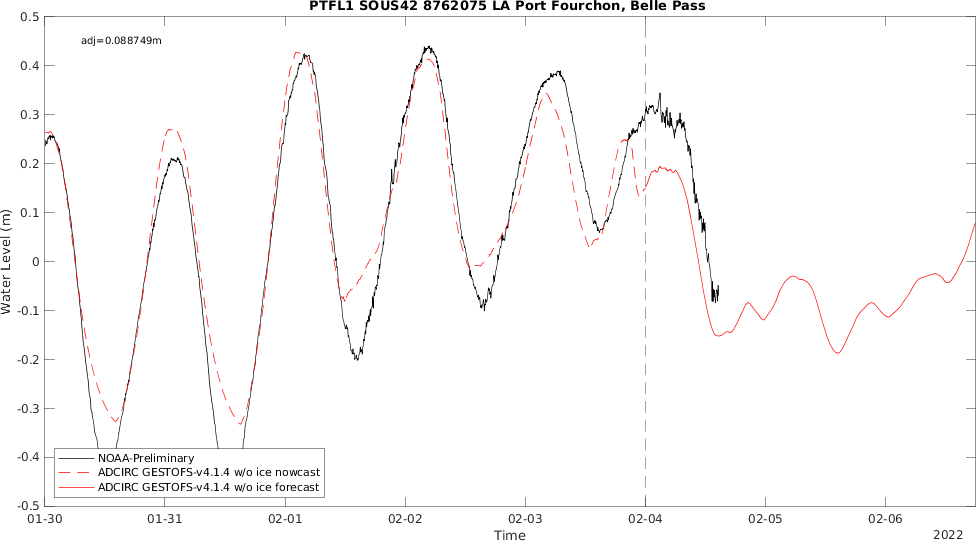 PTFL1 SOUS42 8762075 LA Port Fourchon, Belle Pass
adj=0.088749m
0.5
0.4
0.3
0.2
0.1
0
-0.1
-0.2
-0.3
-0.4
-0.5
Water Level (m)
NOAA-Preliminary
ADCIRC GESTOFS-v4.1.4 w/o ice nowcast
ADCIRC GESTOFS-v4.1.4 w/o ice forecast
01-30 01-31 02-01 02-02 02-03 02-04 02-05 02-06
Time
2022